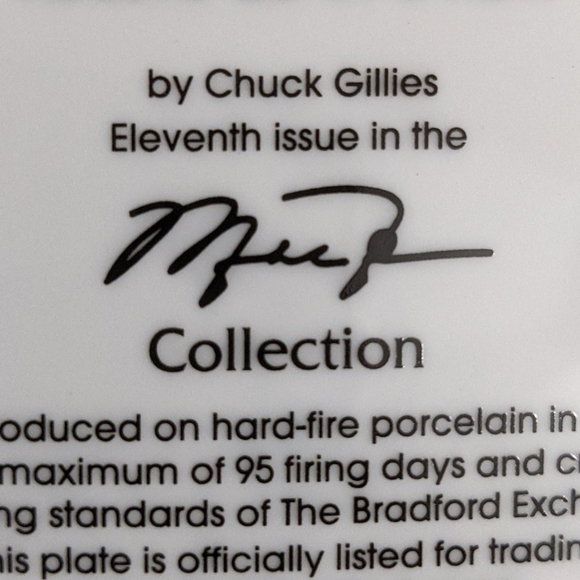 by Chuck Gillies
Eleventh issue in the
Collection
oduced on hard-fire porcelain in
maximum of 95 firing days and c
ng standards of The Bradford Exch
is plate is officially listed for tradin